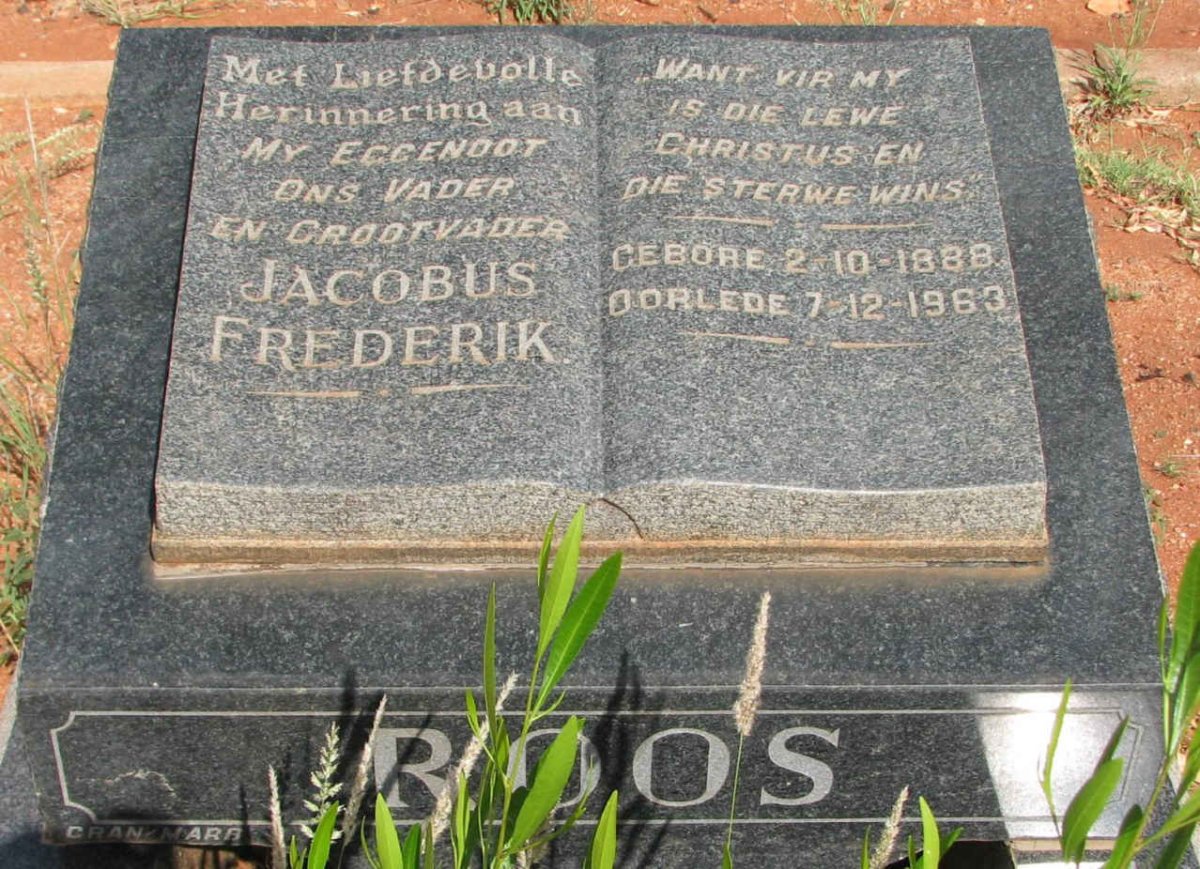 Met Liefdevolle
Herinnering aan
MY EGGENOOT
ONS VADER
EN GROOTVADER
JACOBUS
FREDERIK.
„WANT VIR MY
IS DIE LEWE
CHRISTUS EN
DIE STERWE WINS"
GEBORE 2-10-1888.
OORLEDE 7-12-1963
ROOS
GRANZMARB